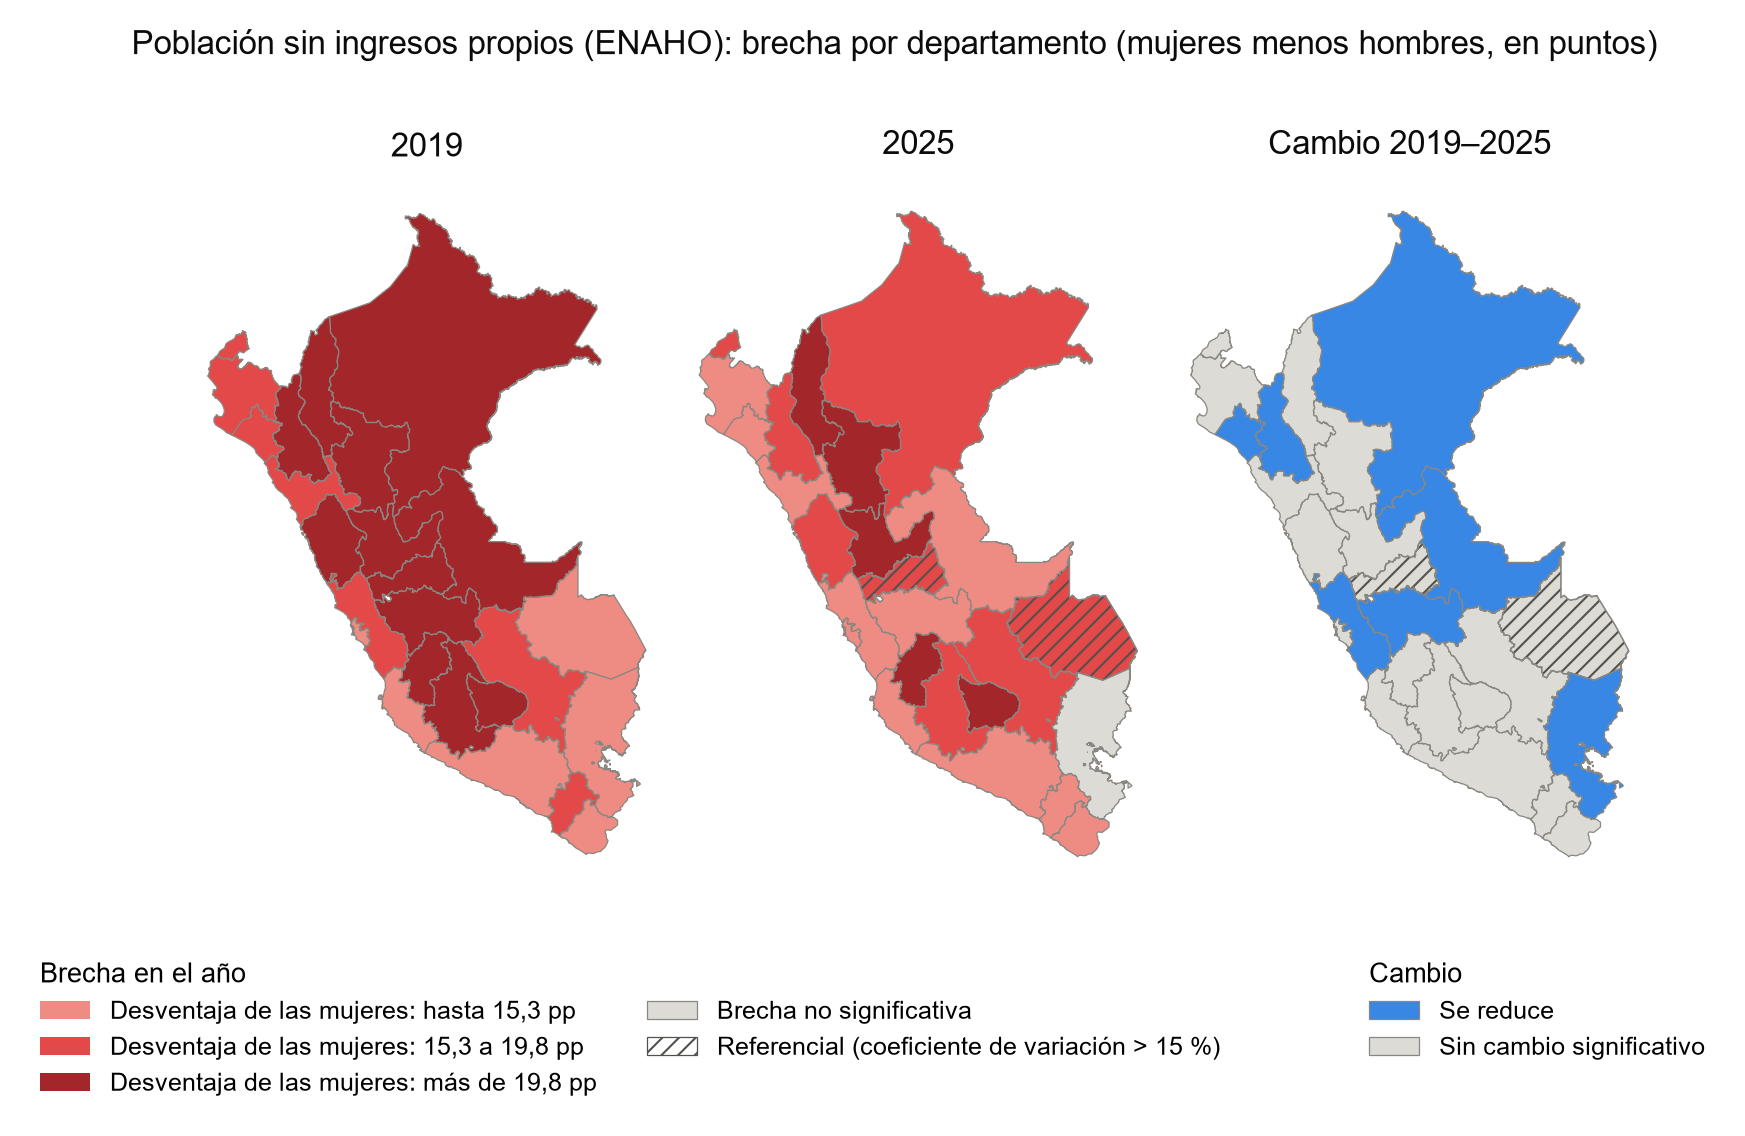 Población sin ingresos propios (ENAHO): brecha por departamento (mujeres menos hombres, en puntos)
2019
2025
Cambio 2019–2025
Brecha en el año
Desventaja de las mujeres: hasta 15,3 pp
Desventaja de las mujeres: 15,3 a 19,8 pp
Desventaja de las mujeres: más de 19,8 pp
Brecha no significativa
Referencial (coeficiente de variación > 15 %)
Cambio
Se reduce
Sin cambio significativo